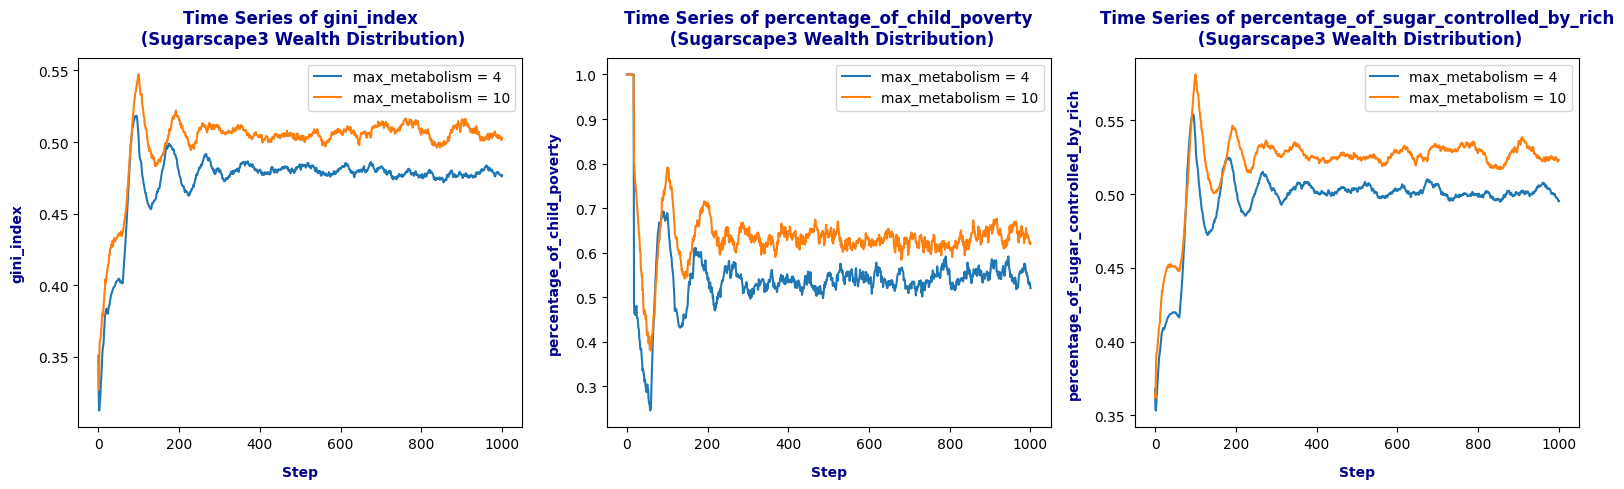 Time Series of gini_index
(Sugarscape3 Wealth Distribution)
gini_index
0.55
0.50
0.45
0.40
0.35
max_metabolism = 4
max_metabolism = 10
0
200
400
600
800
1000
Step
Time Series of percentage_of_child_poverty
(Sugarscape3 Wealth Distribution)
percentage_of_child_poverty
1.0
0.9
0.8
0.7
0.6
0.5
0.4
0.3
max_metabolism = 4
max_metabolism = 10
0
200
400
600
800
1000
Step
Time Series of percentage_of_sugar_controlled_by_rich
(Sugarscape3 Wealth Distribution)
percentage_of_sugar_controlled_by_rich
0.55
0.50
0.45
0.40
0.35
max_metabolism = 4
max_metabolism = 10
0
200
400
600
800
1000
Step